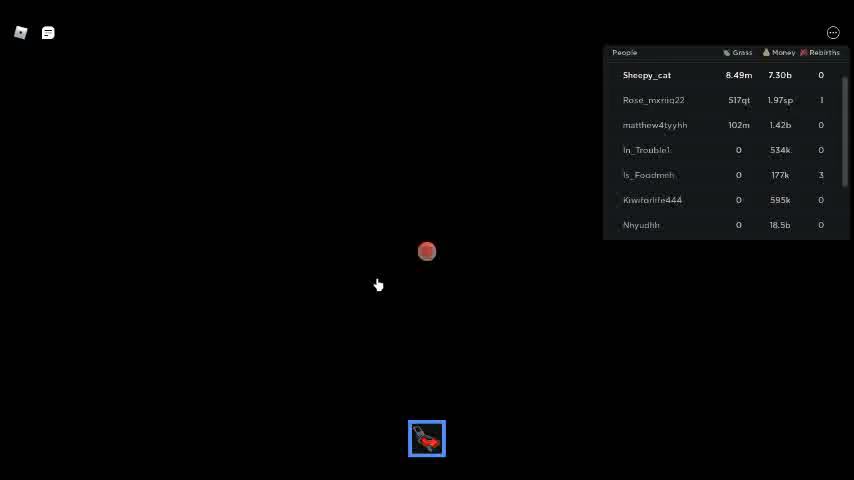 People Grass Money Rebirths
Sheepy_cat 8.49m 7.30b 0
Rose_mxriiq22 517qt 1.97sp 1
matthew4tyyhh 102m 1.42b 0
In_Trouble1 0 534k 0
Is_Foodmnh 0 177k 3
Kiwiforlife444 0 595k 0
Nhyudhh 0 18.5b 0